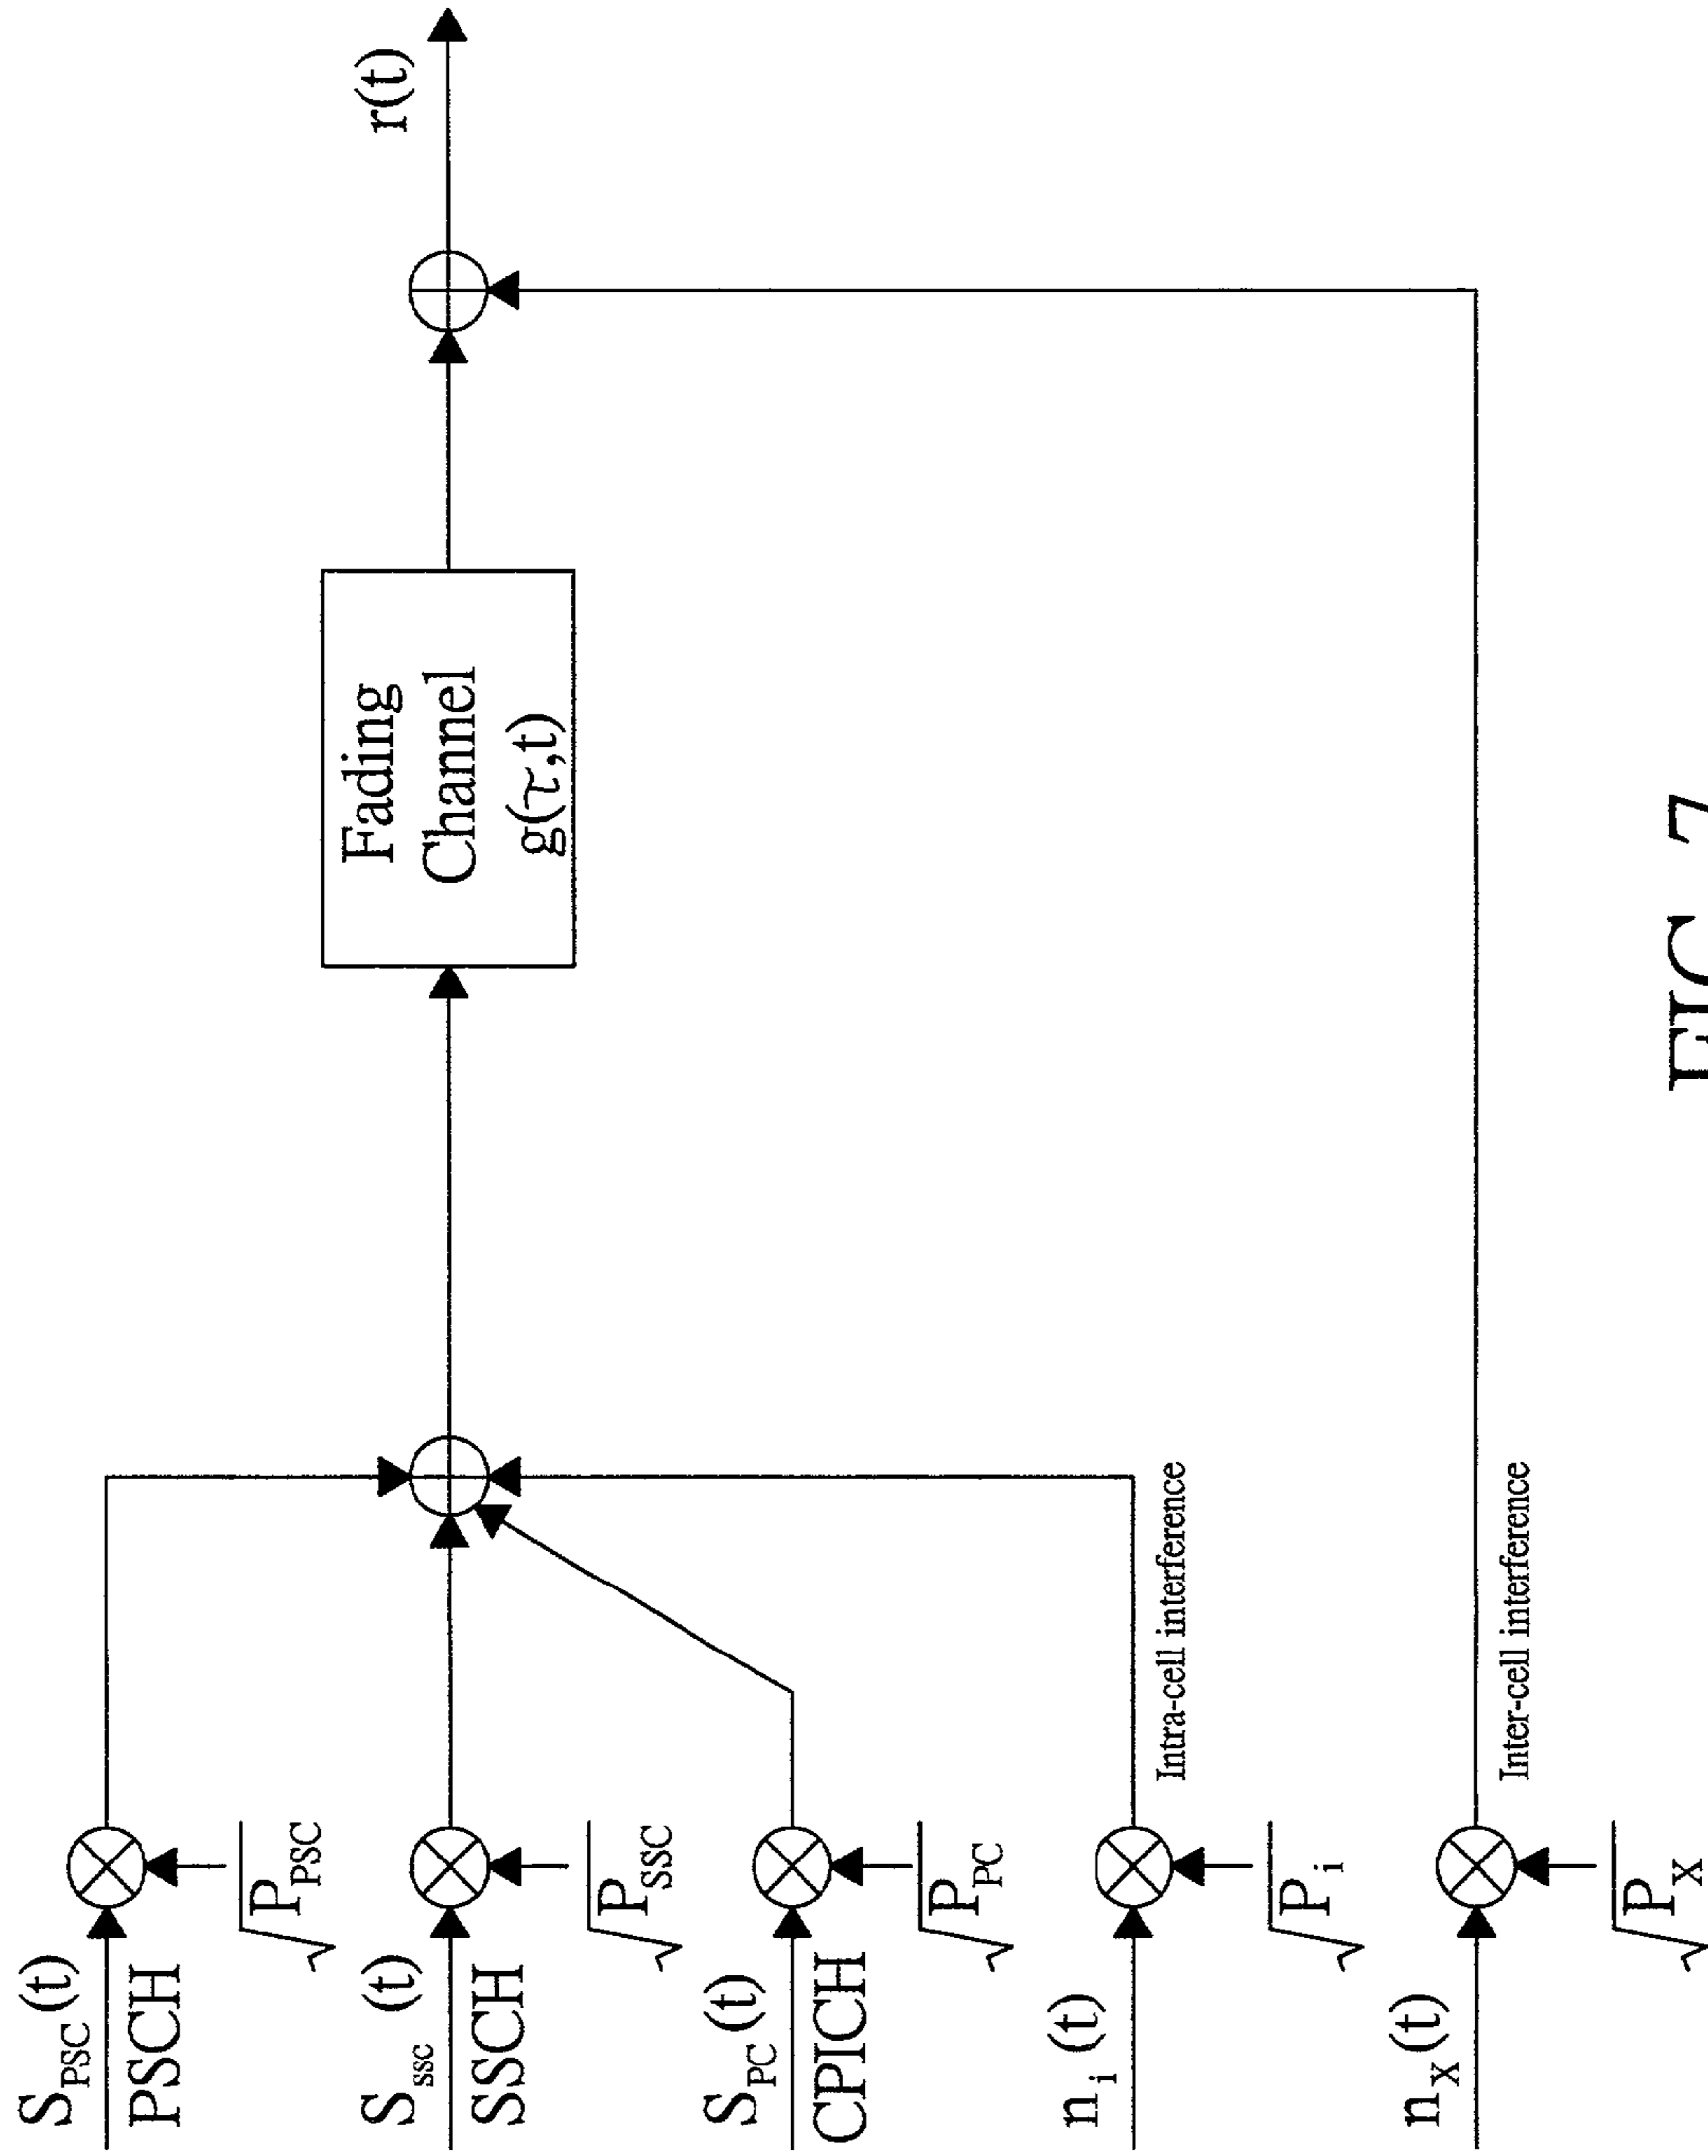 S_PSC(t)
PSCH
√P_PSC
S_ssc (t)
SSCH
√P_SSC
S_PC (t)
CPICH
√P_PC
n_i (t)
√P_i
Intra-cell interference
n_x(t)
√P_x
Inter-cell interference
Fading
Channel
g(τ,t)
r(t)
FIG. 7